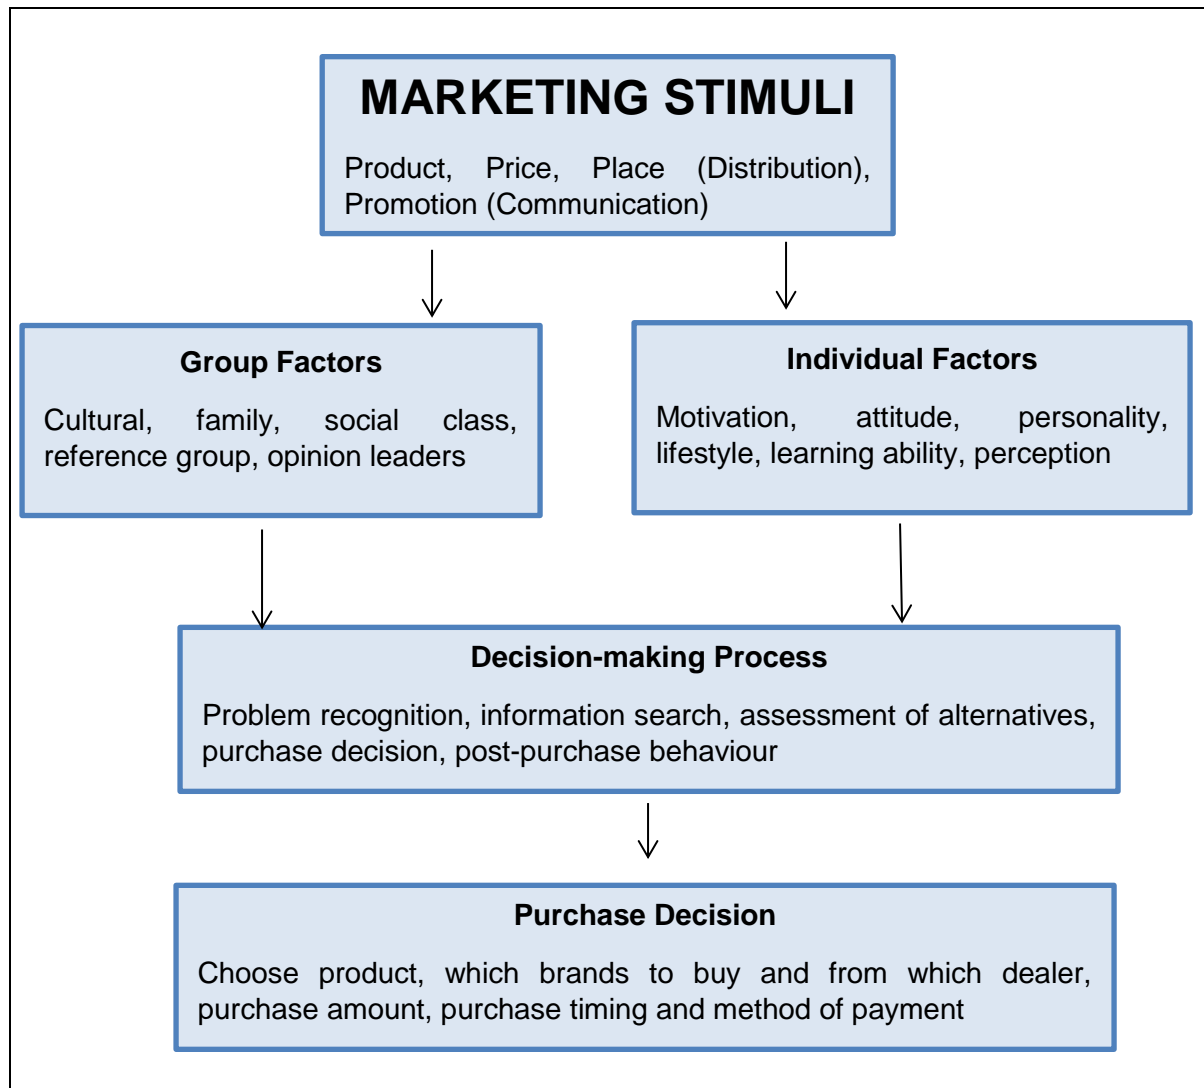 MARKETING STIMULI
Product, Price, Place (Distribution),
Promotion (Communication)
Group Factors
Cultural, family, social class,
reference group, opinion leaders
Individual Factors
Motivation, attitude, personality,
lifestyle, learning ability, perception
Decision-making Process
Problem recognition, information search, assessment of alternatives,
purchase decision, post-purchase behaviour
Purchase Decision
Choose product, which brands to buy and from which dealer,
purchase amount, purchase timing and method of payment